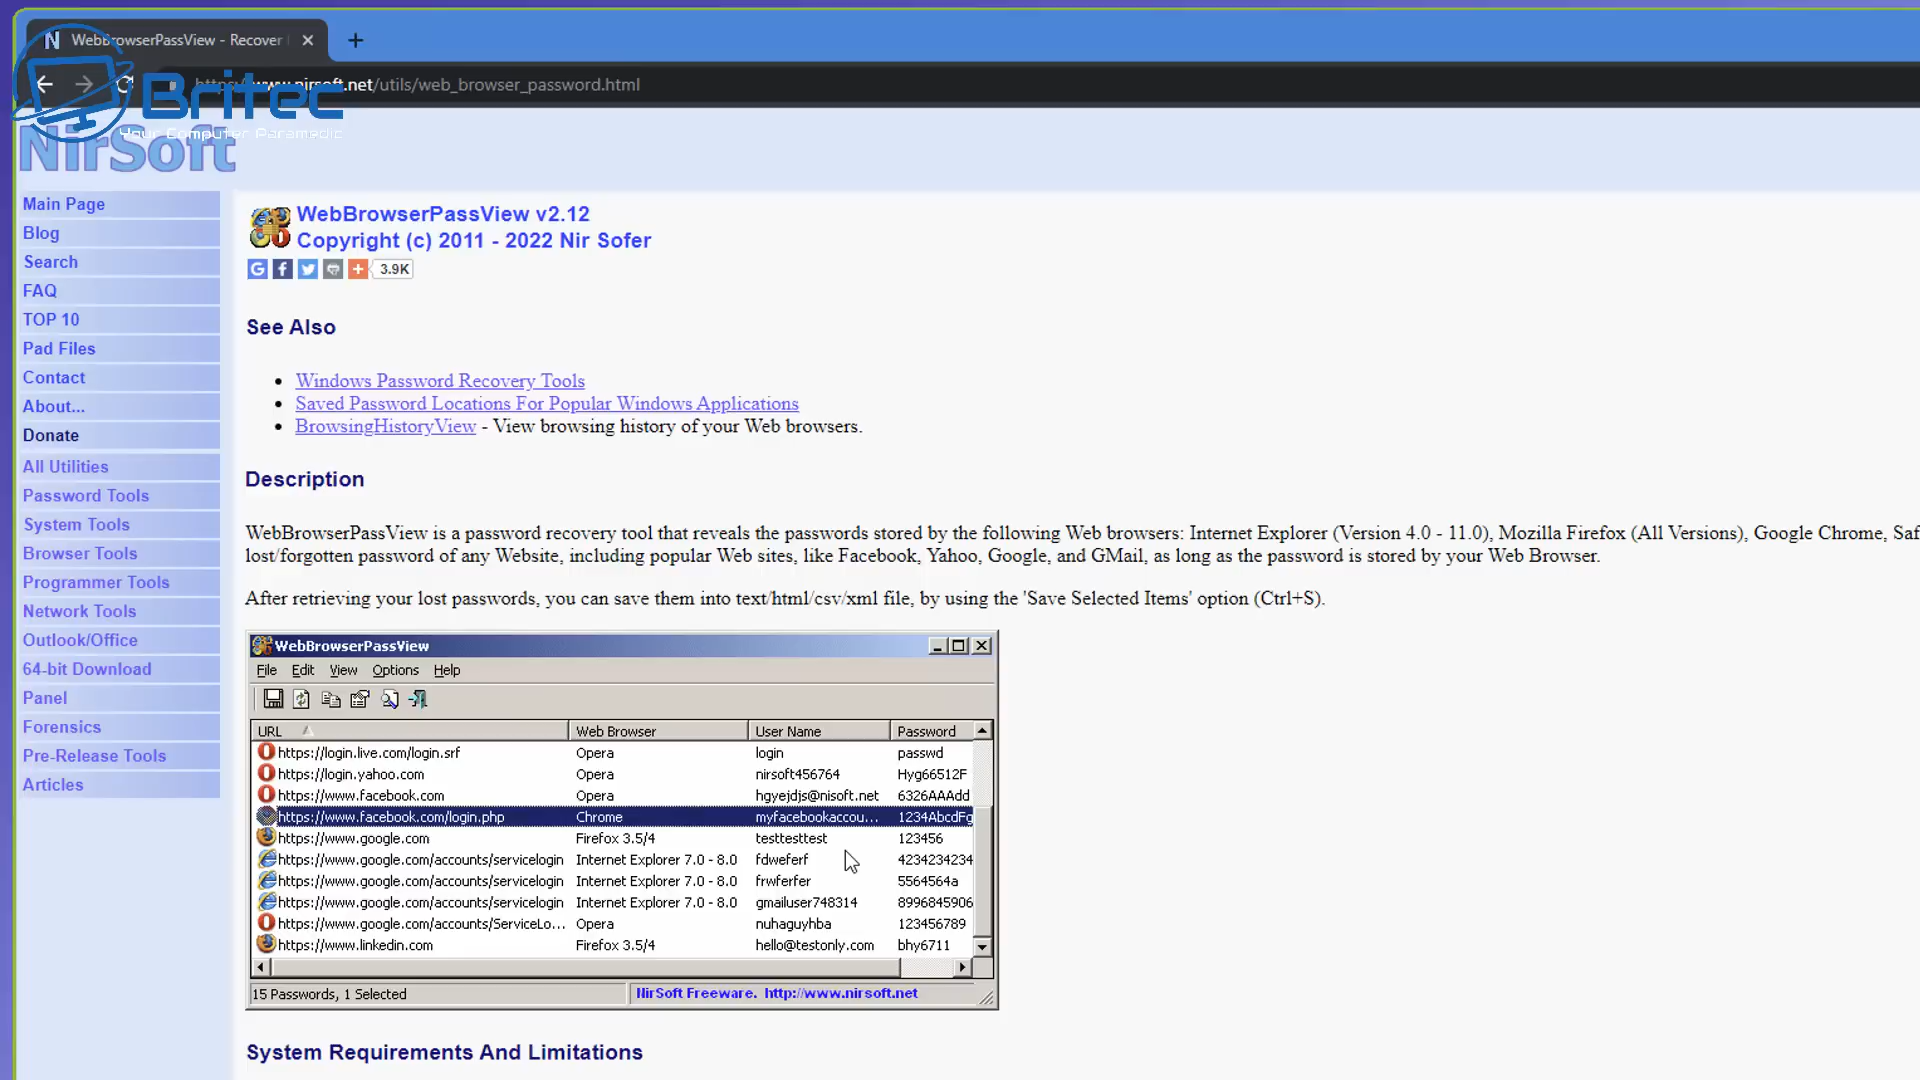 WebBrowserPassView - Recover
www.nirsoft.net/utils/web_browser_password.html
Britec
Your Computer Paramedic
NirSoft
Main Page
Blog
Search
FAQ
TOP 10
Pad Files
Contact
About...
Donate
All Utilities
Password Tools
System Tools
Browser Tools
Programmer Tools
Network Tools
Outlook/Office
64-bit Download
Panel
Forensics
Pre-Release Tools
Articles
WebBrowserPassView v2.12
Copyright (c) 2011 - 2022 Nir Sofer
3.9K
See Also
Windows Password Recovery Tools
Saved Password Locations For Popular Windows Applications
BrowsingHistoryView - View browsing history of your Web browsers.
Description
WebBrowserPassView is a password recovery tool that reveals the passwords stored by the following Web browsers: Internet Explorer (Version 4.0 - 11.0), Mozilla Firefox (All Versions), Google Chrome, Saf
lost/forgotten password of any Website, including popular Web sites, like Facebook, Yahoo, Google, and GMail, as long as the password is stored by your Web Browser.
After retrieving your lost passwords, you can save them into text/html/csv/xml file, by using the 'Save Selected Items' option (Ctrl+S).
WebBrowserPassView
File Edit View Options Help
URL Web Browser User Name Password
https://login.live.com/login.srf Opera login passwd
https://login.yahoo.com Opera nirsoft456764 Hyg66512F
https://www.facebook.com Opera hgyejdjs@nisoft.net 6326AAAdd
https://www.facebook.com/login.php Chrome myfacebookaccou... 1234AbcdFg
https://www.google.com Firefox 3.5/4 testtesttest 123456
https://www.google.com/accounts/servicelogin Internet Explorer 7.0 - 8.0 fdweferf 4234234234
https://www.google.com/accounts/servicelogin Internet Explorer 7.0 - 8.0 frwferfer 5564564a
https://www.google.com/accounts/servicelogin Internet Explorer 7.0 - 8.0 gmailuser748314 8996845906
https://www.google.com/accounts/ServiceLo... Opera nuhaguyhba 123456789
https://www.linkedin.com Firefox 3.5/4 hello@testonly.com bhy6711
15 Passwords, 1 Selected NirSoft Freeware. http://www.nirsoft.net
System Requirements And Limitations